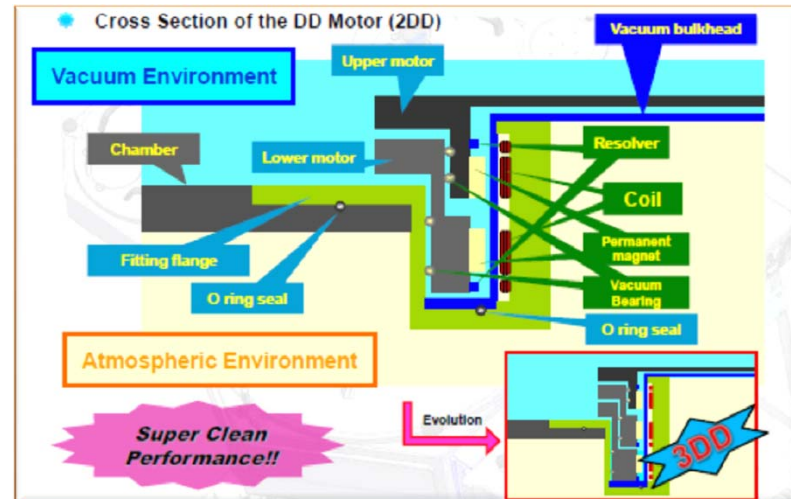 Cross Section of the DD Motor (2DD)
Vacuum bulkhead
Vacuum Environment
Upper motor
Chamber
Lower motor
Resolver
Coil
Fitting flange
Permanent
magnet
O ring seal
Vacuum
Bearing
O ring seal
Atmospheric Environment
Super Clean
Performance!!
Evolution
3DD